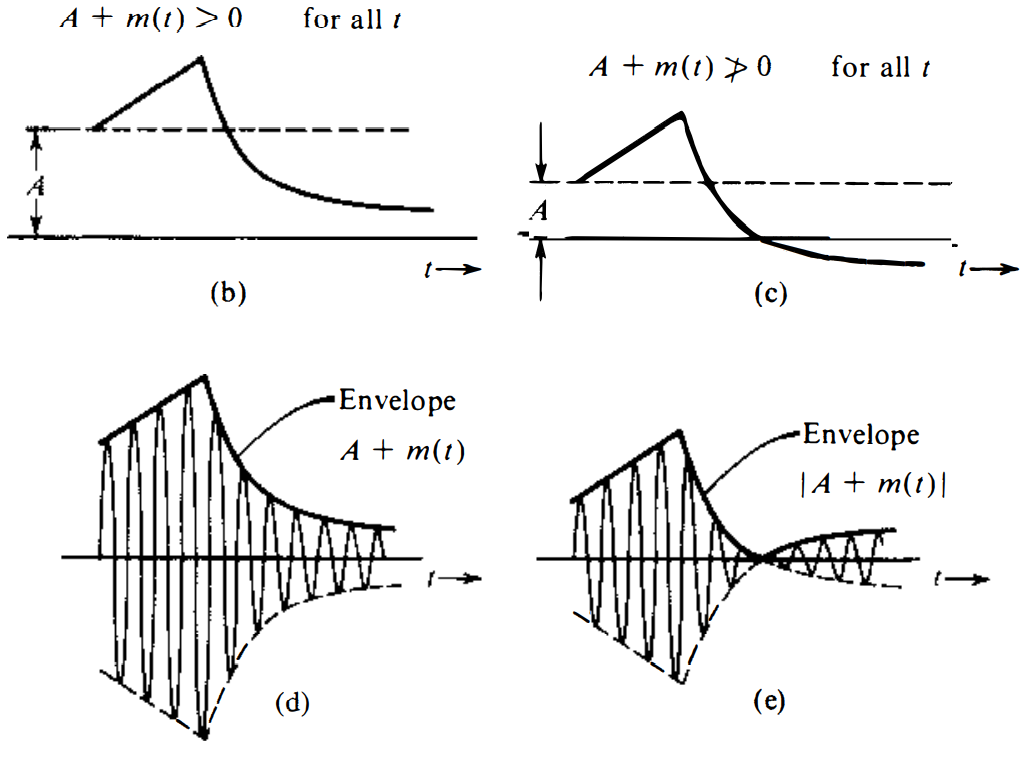 A + m(t) > 0 for all t
A
t
(b)
A + m(t) ≯ 0 for all t
A
t
(c)
Envelope
A + m(t)
t
(d)
Envelope
|A + m(t)|
t
(e)